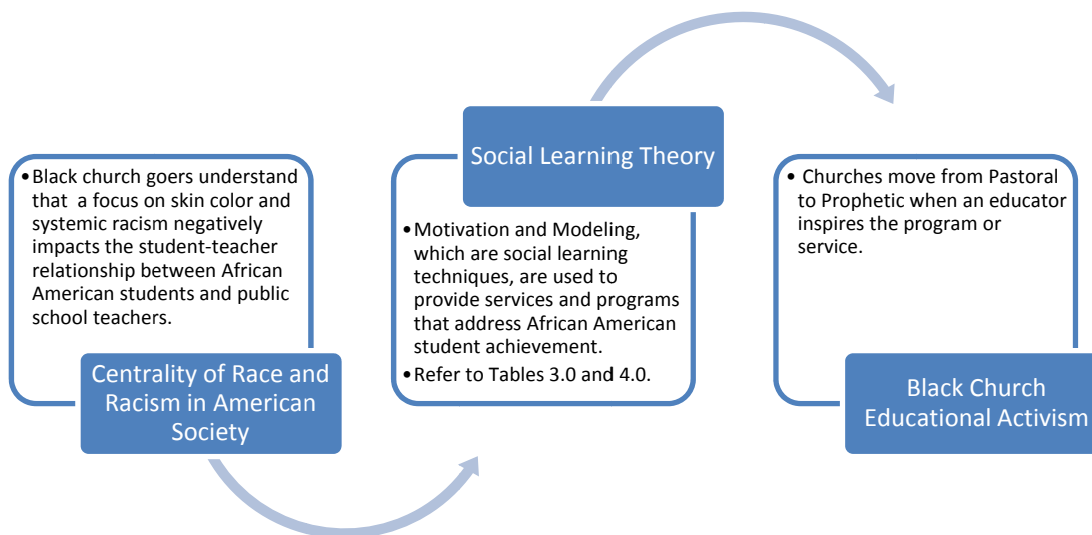 •Black church goers understand
that a focus on skin color and
systemic racism negatively
impacts the student-teacher
relationship between African
American students and public
school teachers.
Centrality of Race and
Racism in American
Society
Social Learning Theory
•Motivation and Modeling,
which are social learning
techniques, are used to
provide services and programs
that address African American
student achievement.
•Refer to Tables 3.0 and 4.0.
• Churches move from Pastoral
to Prophetic when an educator
inspires the program or
service.
Black Church
Educational Activism